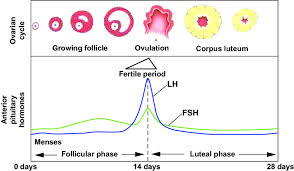 Ovarian
cycle
Growing follicle
Ovulation
Corpus luteum
Fertile period
Anterior
pituitary
hormones
LH
FSH
Menses
Follicular phase
Luteal phase
0 days
14 days
28 days